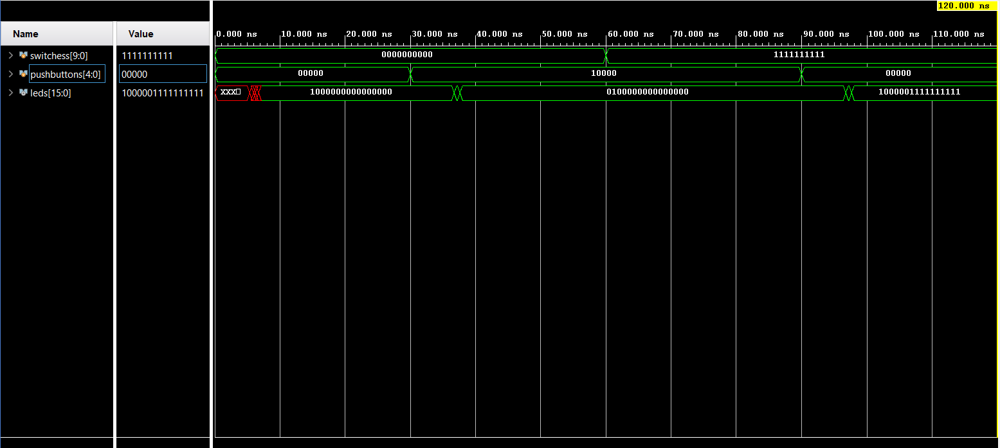 120.000 ns
Name Value 0.000 ns 10.000 ns 20.000 ns 30.000 ns 40.000 ns 50.000 ns 60.000 ns 70.000 ns 80.000 ns 90.000 ns 100.000 ns 110.000 ns
switchess[9:0] 1111111111 0000000000 1111111111
pushbuttons[4:0] 00000 00000 10000 00000
leds[15:0] 1000001111111111 XXX 1000000000000000 0100000000000000 1000001111111111